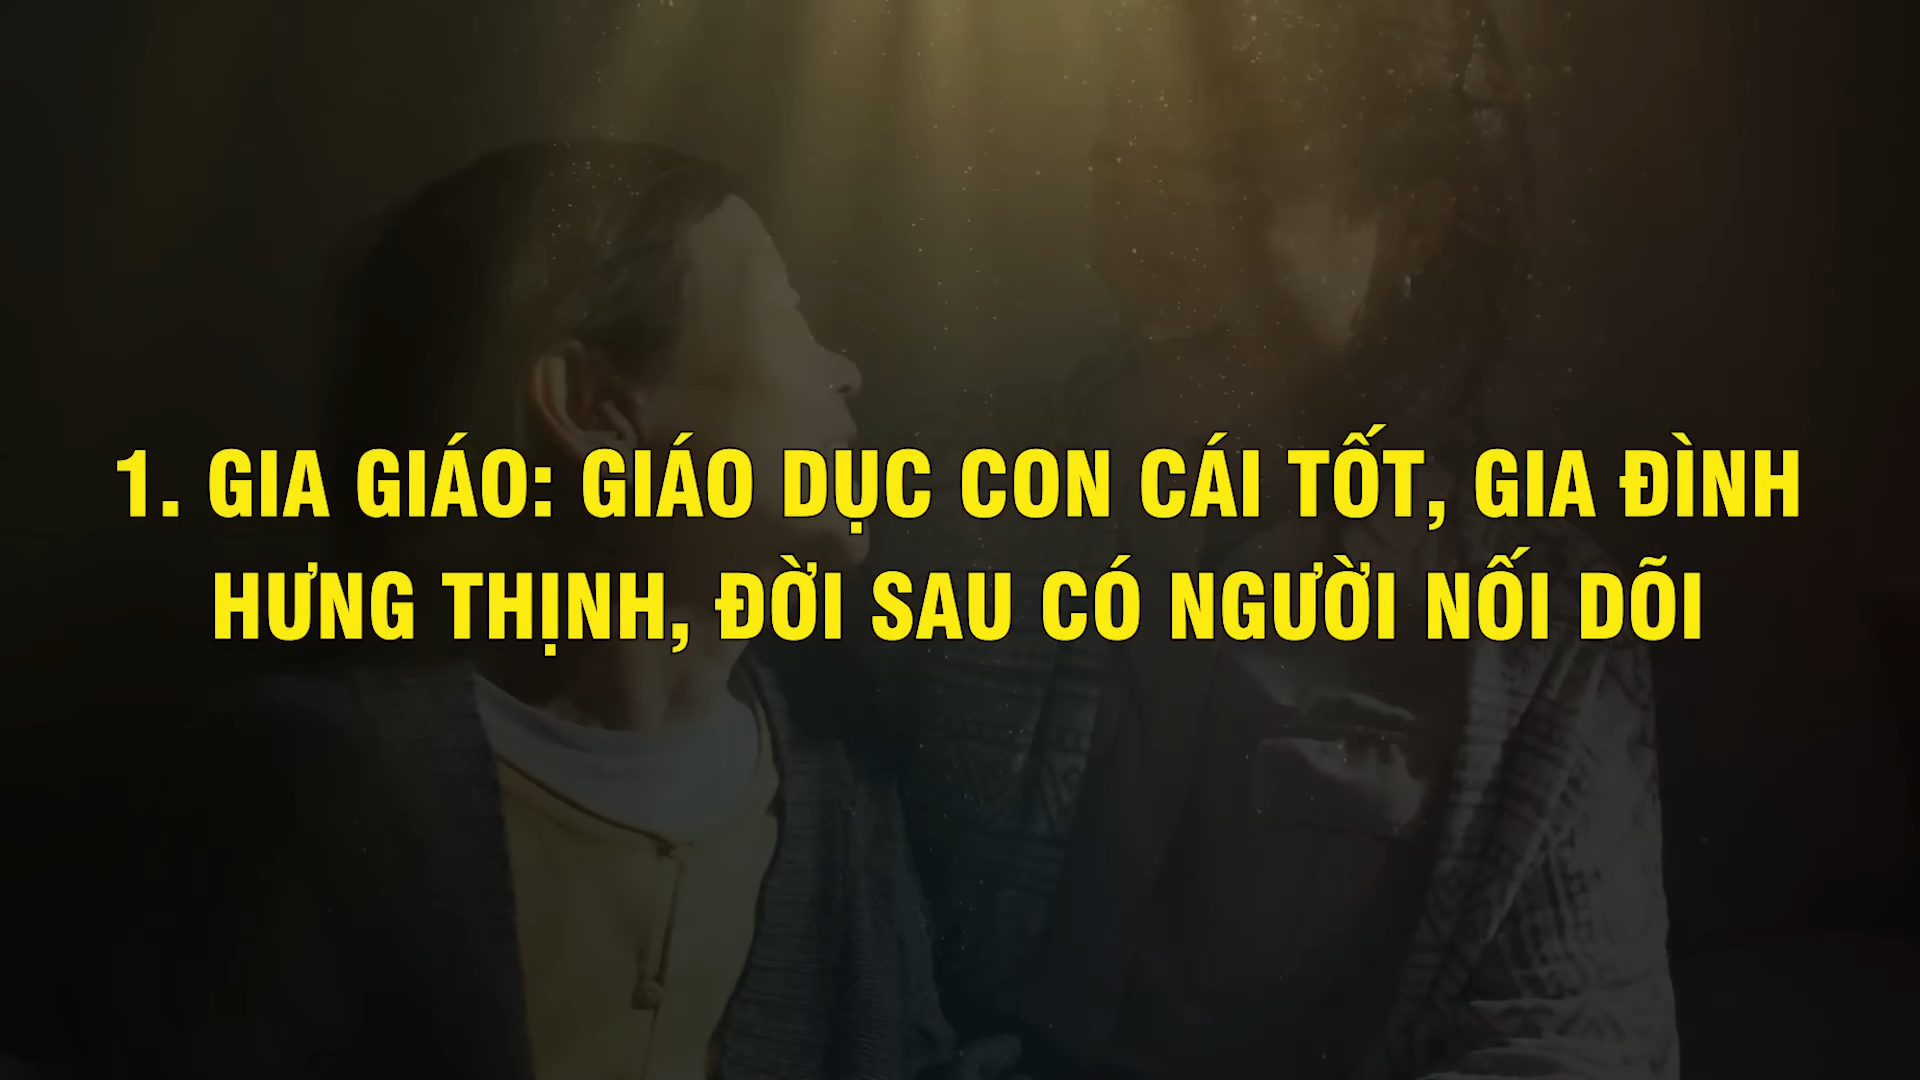 1. GIA GIÁO: GIÁO DỤC CON CÁI TỐT, GIA ĐÌNH
HƯNG THỊNH, ĐỜI SAU CÓ NGƯỜI NỐI DÕI